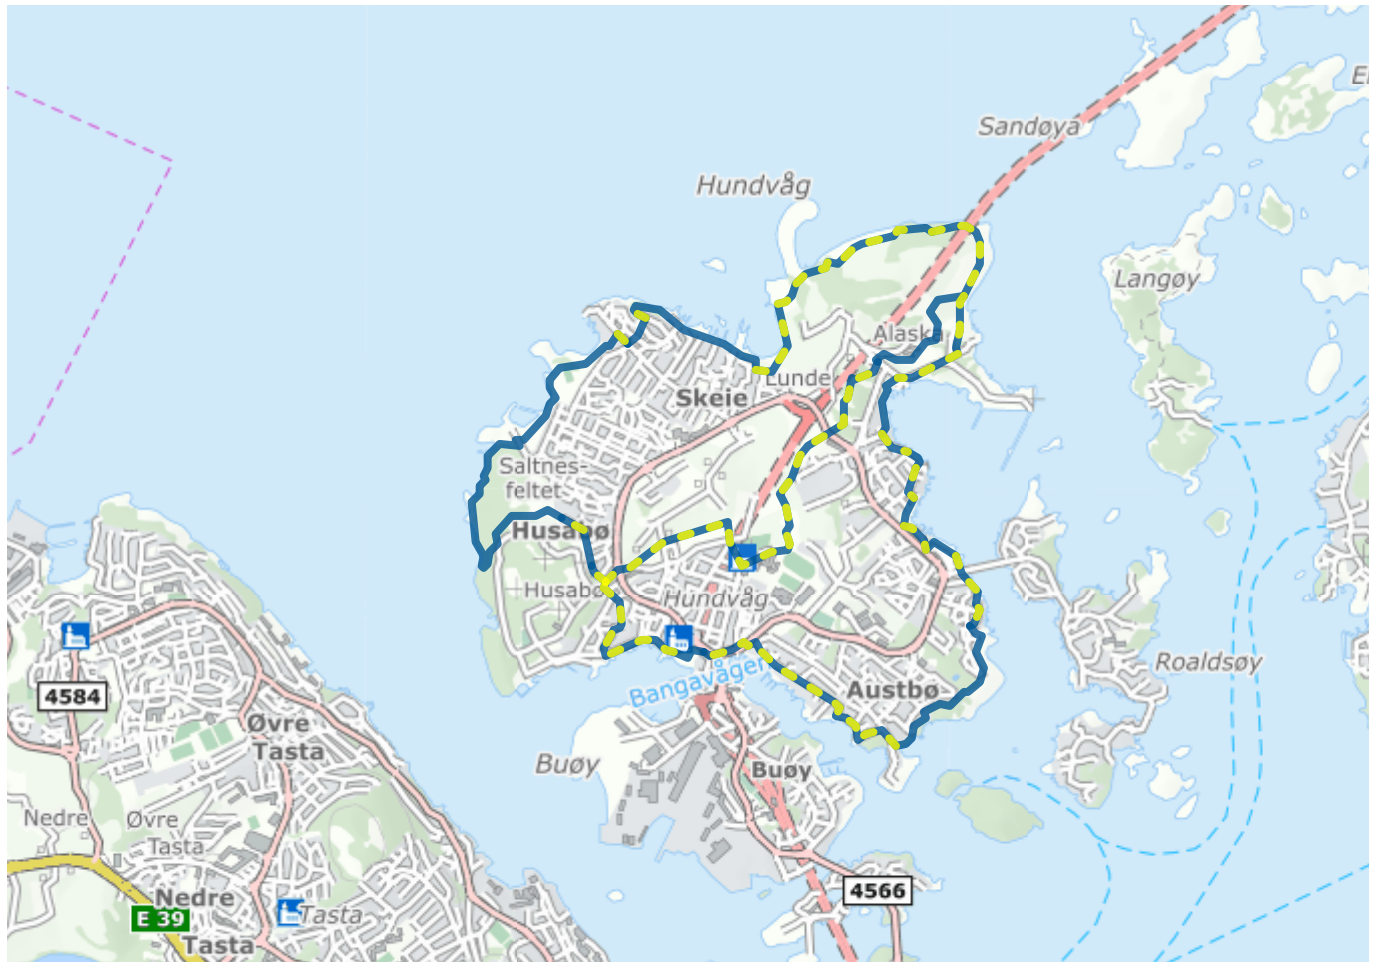 E
Sandøya
Hundvåg
Langøy
Alaska
Lunde
Skeie
Saltnes-
feltet
Husabø
Husabø
Hundvåg
Bangavågen
Austbø
Roaldsøy
4584
Øvre
Tasta
Buøy
Buøy
Nedre
Øvre
Tasta
4566
Nedre
Tasta
E 39
Tasta